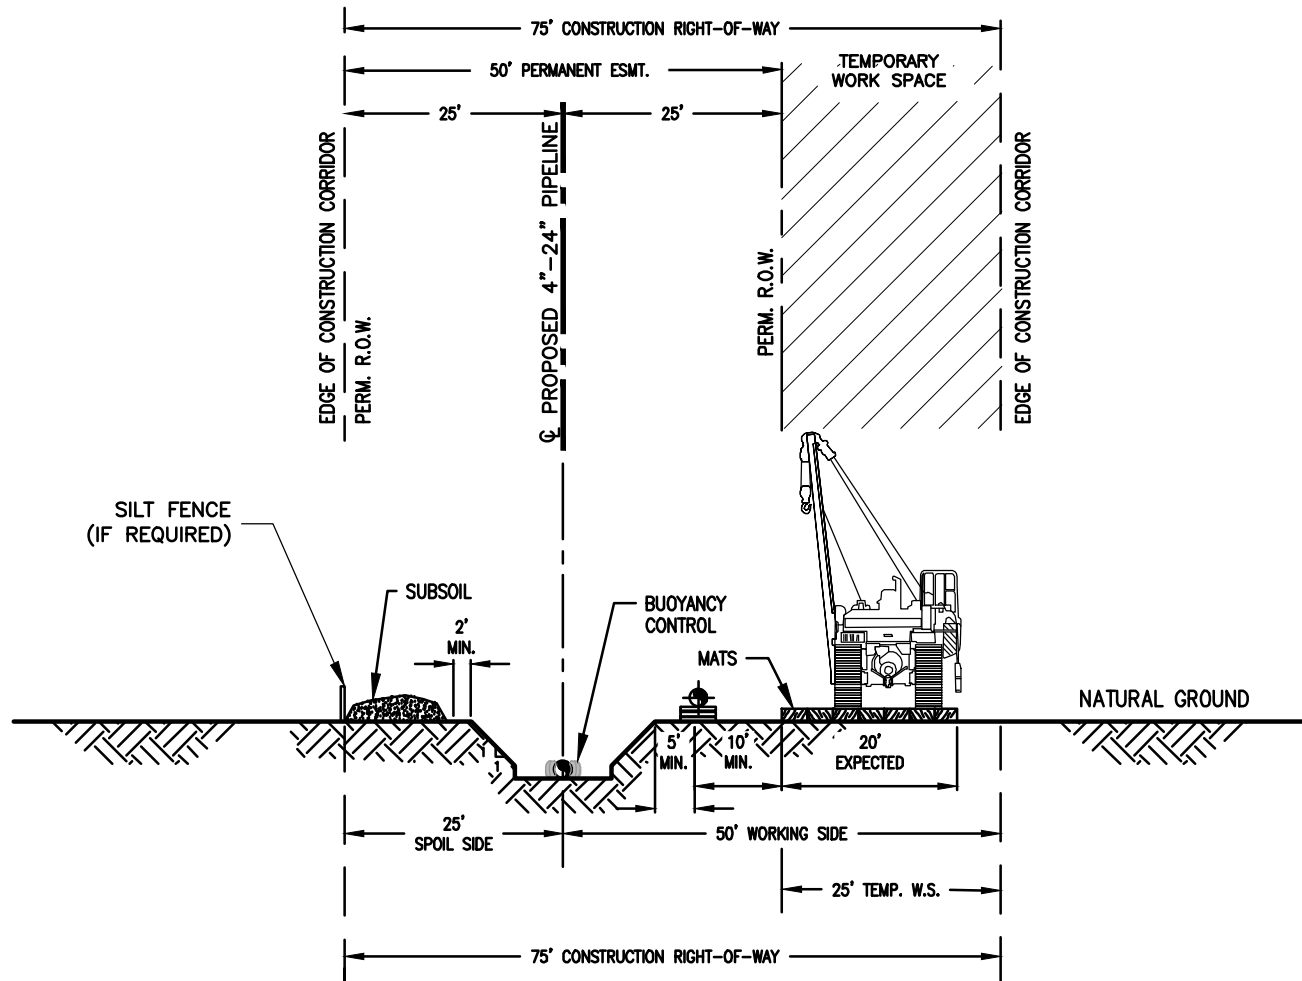 75' CONSTRUCTION RIGHT-OF-WAY
50' PERMANENT ESMT.
TEMPORARY
WORK SPACE
25'
25'
EDGE OF CONSTRUCTION CORRIDOR
PERM. R.O.W.
℄ PROPOSED 4"-24" PIPELINE
PERM. R.O.W.
EDGE OF CONSTRUCTION CORRIDOR
SILT FENCE
(IF REQUIRED)
SUBSOIL
2'
MIN.
BUOYANCY
CONTROL
MATS
NATURAL GROUND
1
1
5'
MIN.
10'
MIN.
20'
EXPECTED
25'
SPOIL SIDE
50' WORKING SIDE
25' TEMP. W.S.
75' CONSTRUCTION RIGHT-OF-WAY